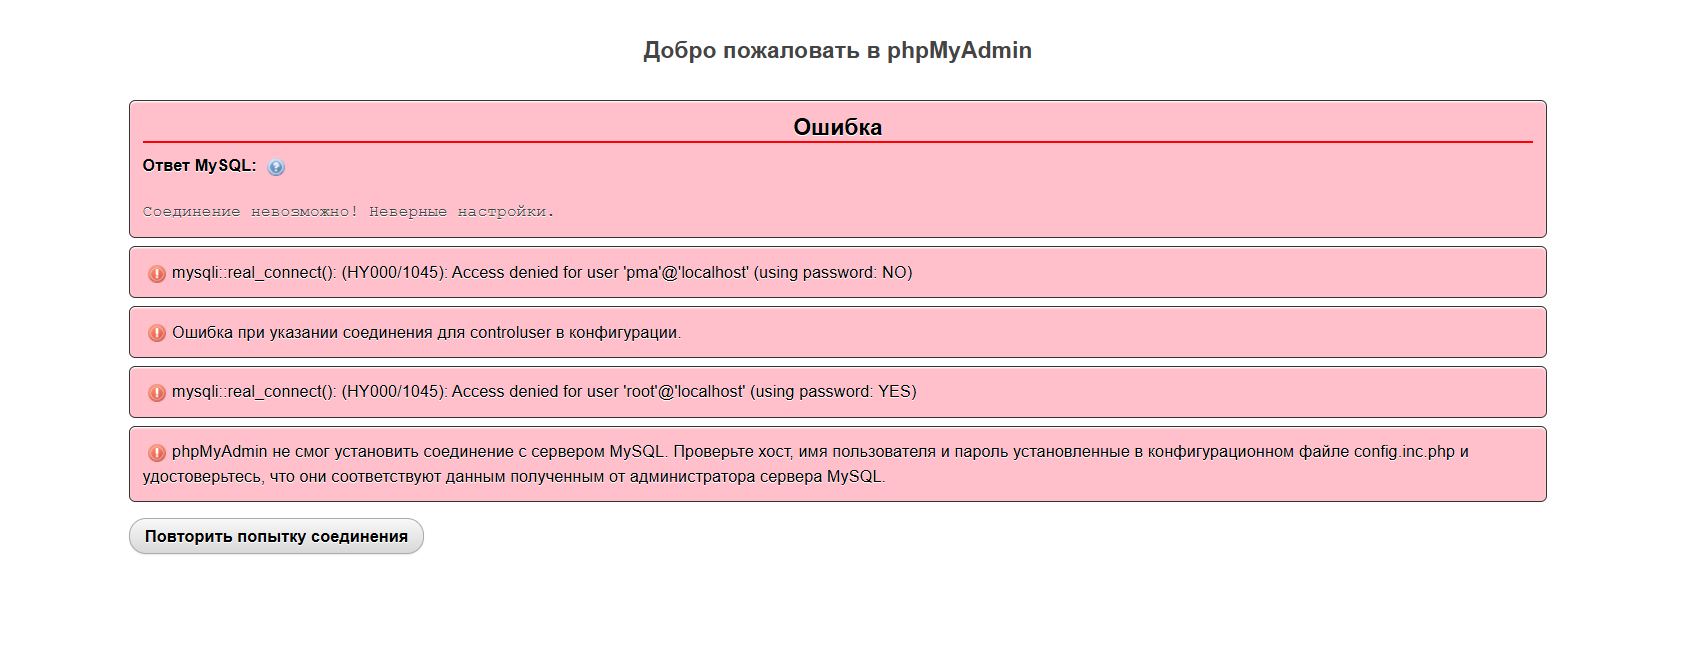 Добро пожаловать в phpMyAdmin
Ошибка
Ответ MySQL:
Соединение невозможно! Неверные настройки.
mysqli::real_connect(): (HY000/1045): Access denied for user 'pma'@'localhost' (using password: NO)
Ошибка при указании соединения для controluser в конфигурации.
mysqli::real_connect(): (HY000/1045): Access denied for user 'root'@'localhost' (using password: YES)
phpMyAdmin не смог установить соединение с сервером MySQL. Проверьте хост, имя пользователя и пароль установленные в конфигурационном файле config.inc.php и
удостоверьтесь, что они соответствуют данным полученным от администратора сервера MySQL.
Повторить попытку соединения